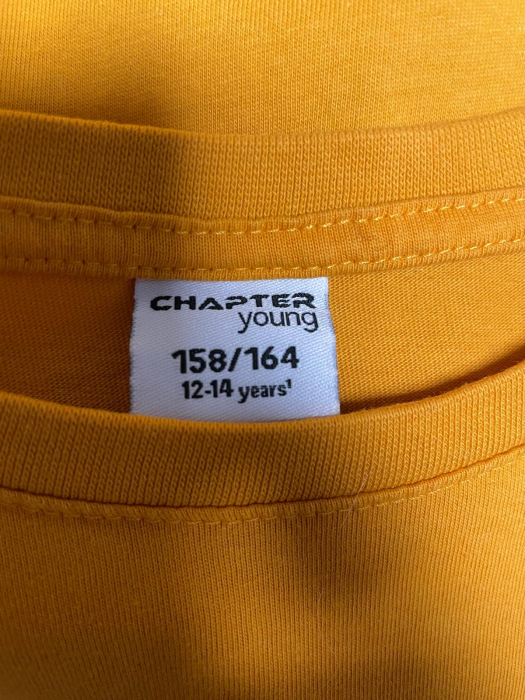 CHAPTER
young
158/164
12-14 years¹